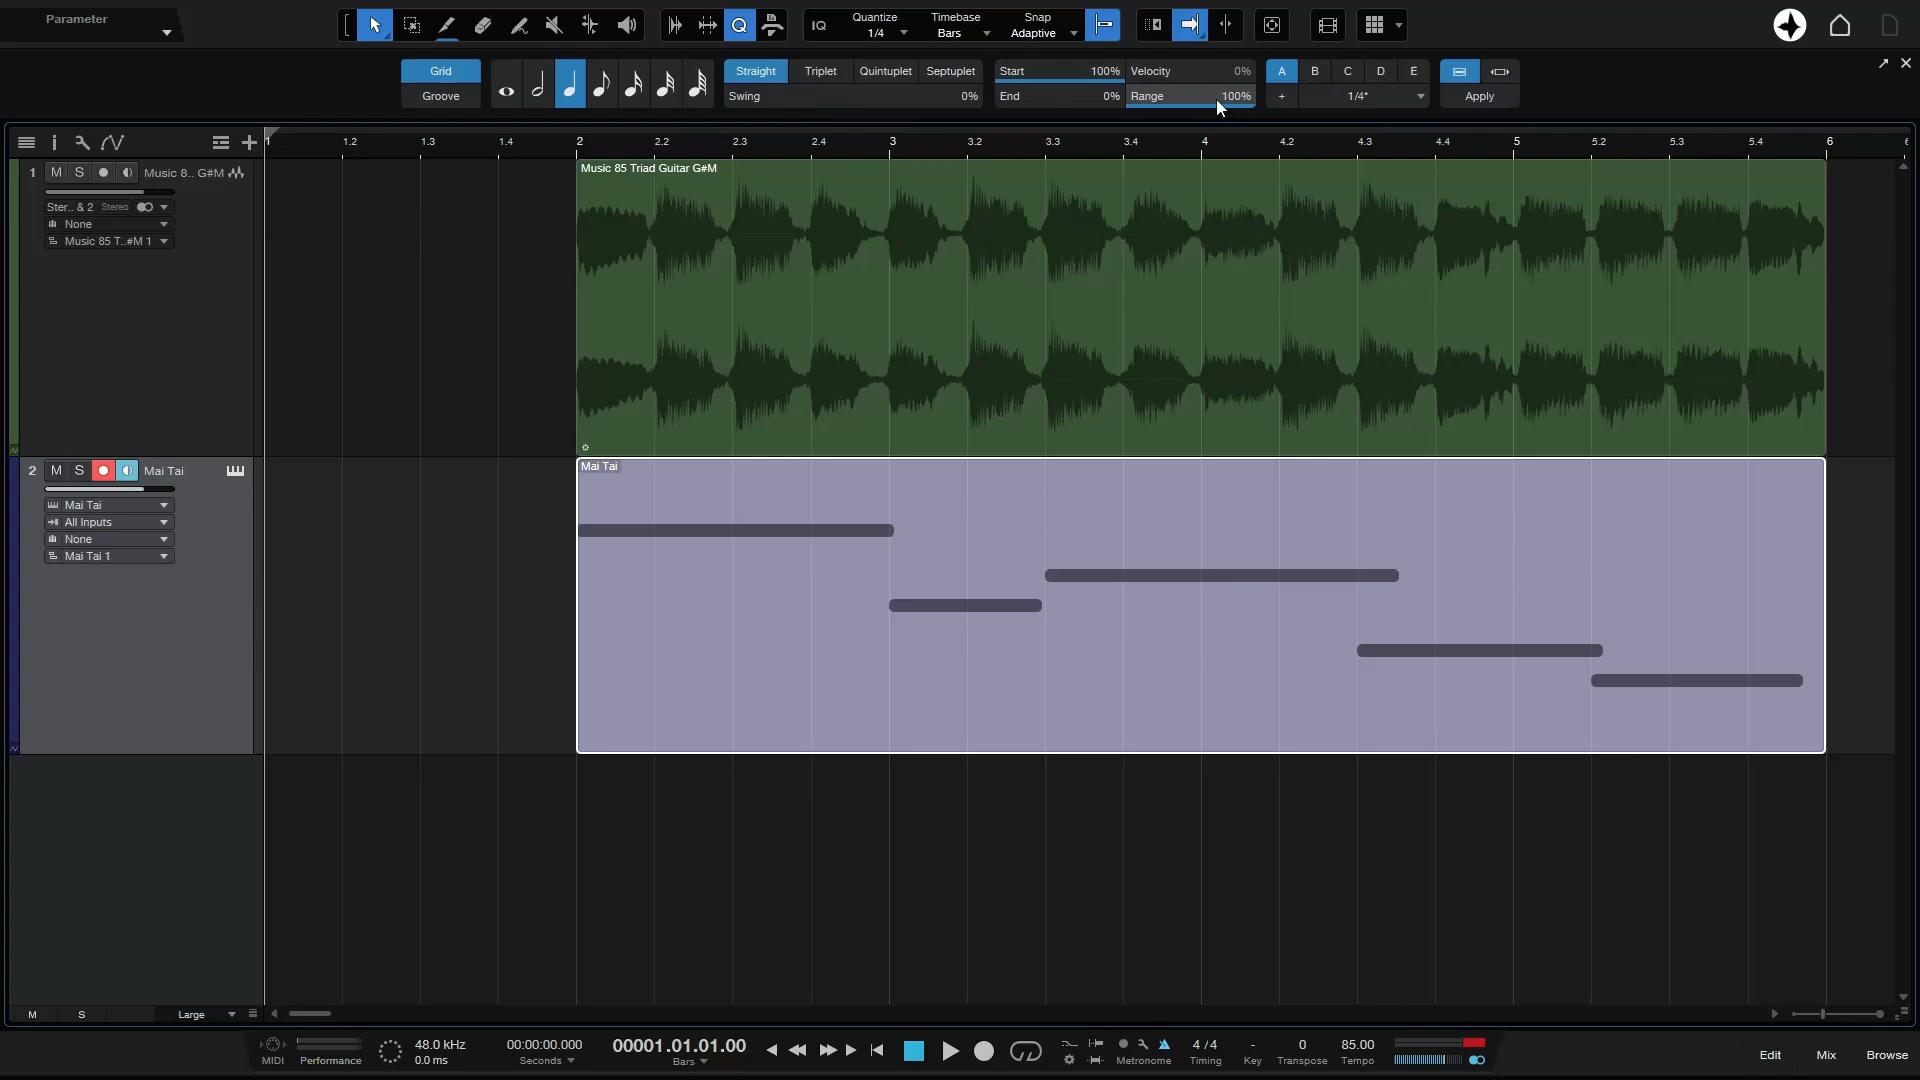 Parameter
IQ
Quantize
1/4
Timebase
Bars
Snap
Adaptive
Grid
Groove
Straight Triplet Quintuplet Septuplet
Swing 0%
Start 100%
End 0%
Velocity 0%
Range 100%
A B C D E
+ 1/4*
Apply
1 1.2 1.3 1.4 2 2.2 2.3 2.4 3 3.2 3.3 3.4 4 4.2 4.3 4.4 5 5.2 5.3 5.4 6 6
1 M S Music 8.. G#M
Ster.. & 2 Stereo
None
Music 85 T..#M 1
Music 85 Triad Guitar G#M
2 M S Mai Tai
Mai Tai
All Inputs
None
Mai Tai 1
Mai Tai
M S Large
MIDI
Performance
48.0 kHz
0.0 ms
00:00:00.000
Seconds
00001.01.01.00
Bars
Metronome
4 / 4
Timing
-
Key
0
Transpose
85.00
Tempo
Edit Mix Browse